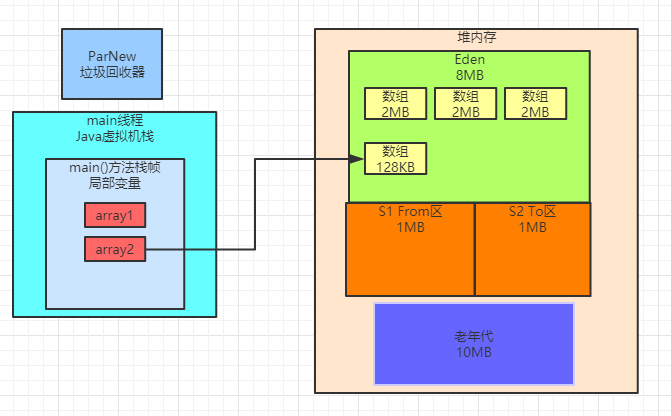 ParNew
垃圾回收器
main线程
Java虚拟机栈
main()方法栈帧
局部变量
array1
array2
堆内存
Eden
8MB
数组
2MB
数组
2MB
数组
2MB
数组
128KB
S1 From区
1MB
S2 To区
1MB
老年代
10MB